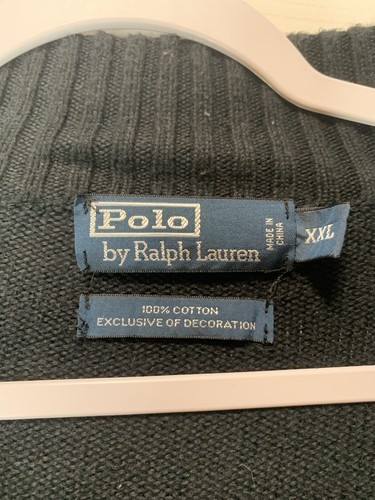 Polo
by Ralph Lauren
MADE IN
CHINA
XXL
100% COTTON
EXCLUSIVE OF DECORATION